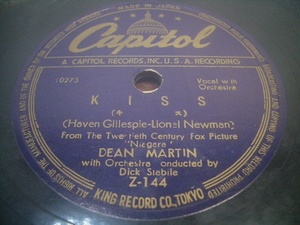 MADE IN JAPAN
Capitol
A CAPITOL RECORDS, INC. U. S. A. RECORDING
10273
Vocal with
Orchestra
KISS
(キス)
(Haven Gillespie-Lionel Newman)
From The Twentieth Century Fox Picture
"Niagara"
DEAN MARTIN
with Orchestra conducted by
Dick Stabile
Z-144
KING RECORD CO., TOKYO